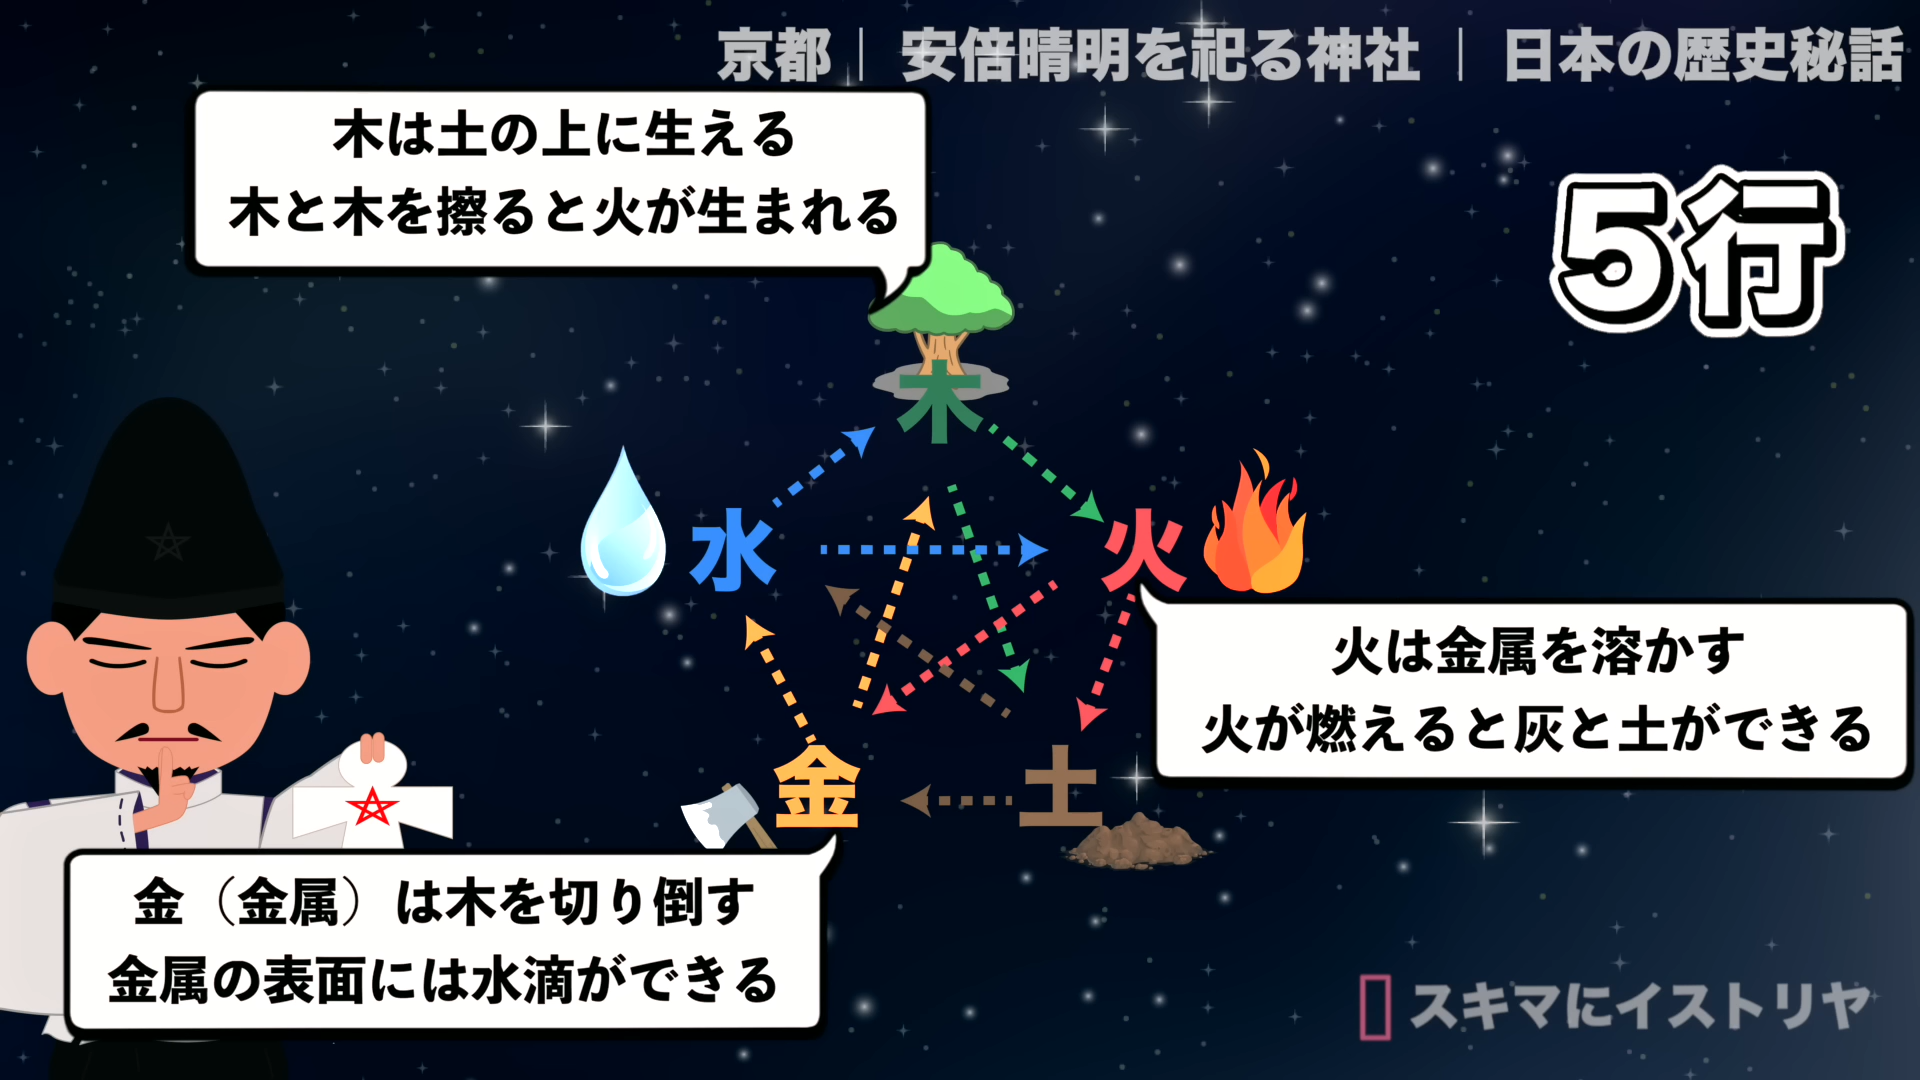 京都｜ 安倍晴明を祀る神社 ｜ 日本の歴史秘話
木は土の上に生える
木と木を擦ると火が生まれる
5行
木
水
火
火は金属を溶かす
火が燃えると灰と土ができる
金
土
金（金属）は木を切り倒す
金属の表面には水滴ができる
スキマにイストリヤ